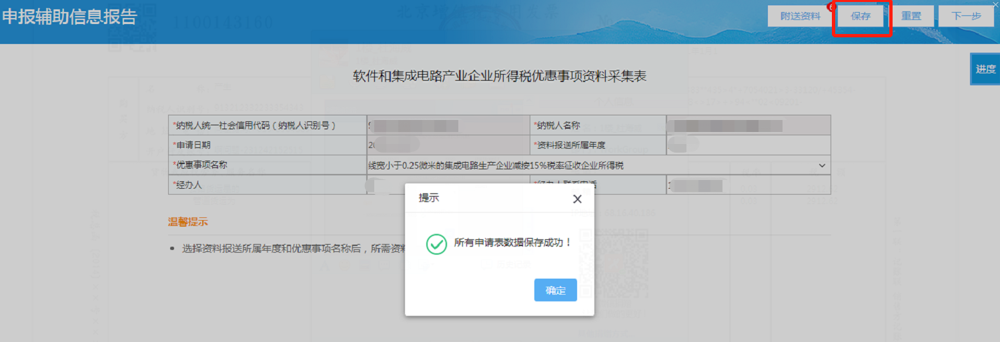 申报辅助信息报告
附送资料
6
保存
重置
下一步
进度
软件和集成电路产业企业所得税优惠事项资料采集表
*纳税人统一社会信用代码（纳税人识别号）
*纳税人名称
*申请日期
20
*资料报送所属年度
*优惠事项名称
线宽小于0.25微米的集成电路生产企业减按15%税率征收企业所得税
*经办人
*经办人联系电话
1
提示
所有申请表数据保存成功！
确定
温馨提示
• 选择资料报送所属年度和优惠事项名称后，所需资料
1100143160